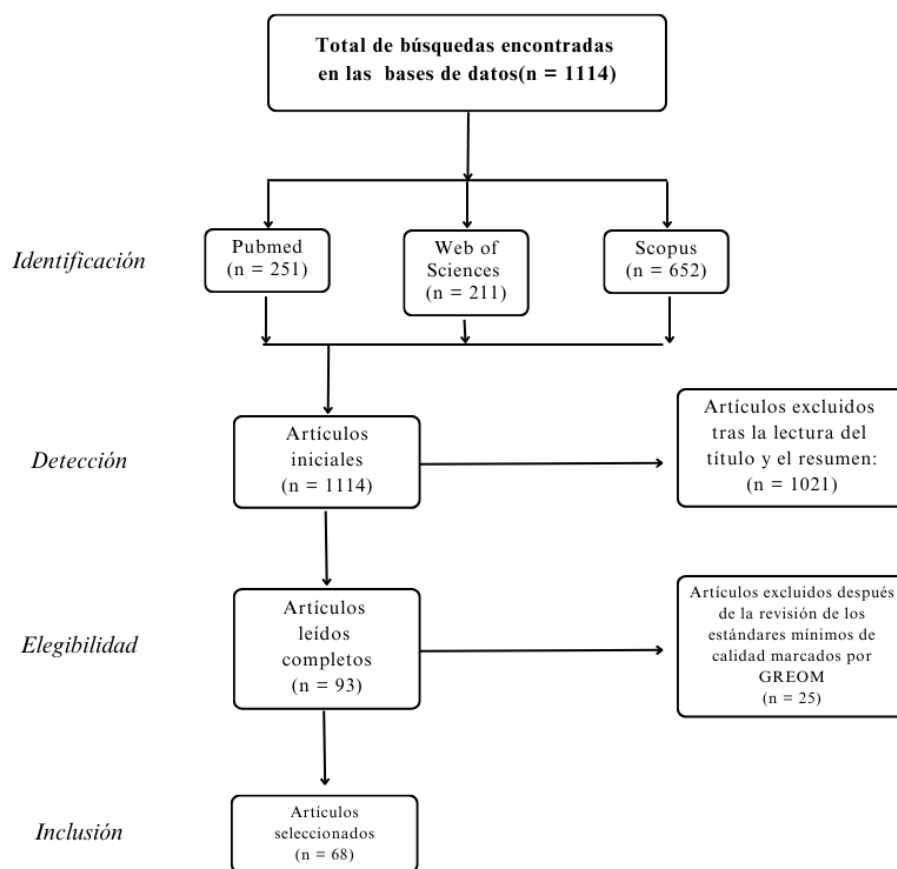 Total de búsquedas encontradas
en las bases de datos(n = 1114)
Identificación
Pubmed
(n = 251)
Web of
Sciences
(n = 211)
Scopus
(n = 652)
Detección
Artículos
iniciales
(n = 1114)
Artículos excluidos
tras la lectura del
título y el resumen:
(n = 1021)
Elegibilidad
Artículos
leídos
completos
(n = 93)
Artículos excluidos después
de la revisión de los
estándares mínimos de
calidad marcados por
GREOM
(n = 25)
Inclusión
Artículos
seleccionados
(n = 68)